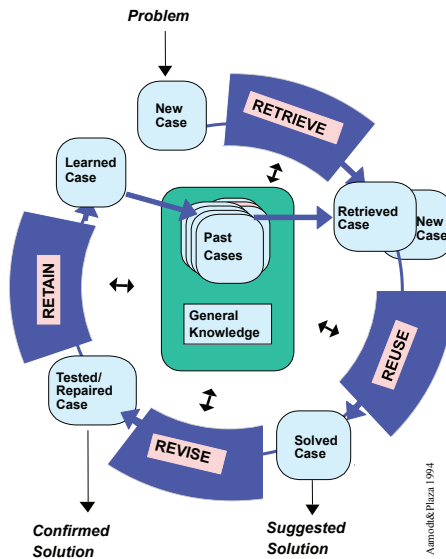 Problem
New
Case
RETRIEVE
Learned
Case
Retrieved
Case
New
Case
Past
Cases
RETAIN
General
Knowledge
REUSE
Tested/
Repaired
Case
REVISE
Solved
Case
Confirmed
Solution
Suggested
Solution
Aamodt&Plaza 1994